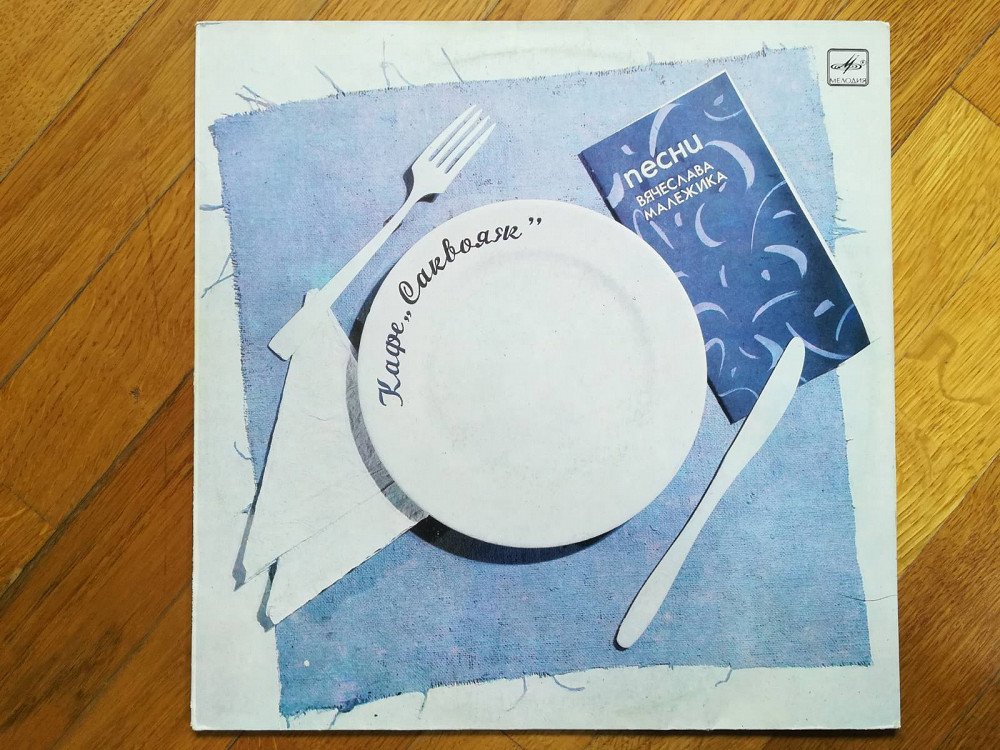 МЕЛОДИЯ
песни
ВЯЧЕСЛАВА
МАЛЕЖИКА
Кафе „Саквояж”